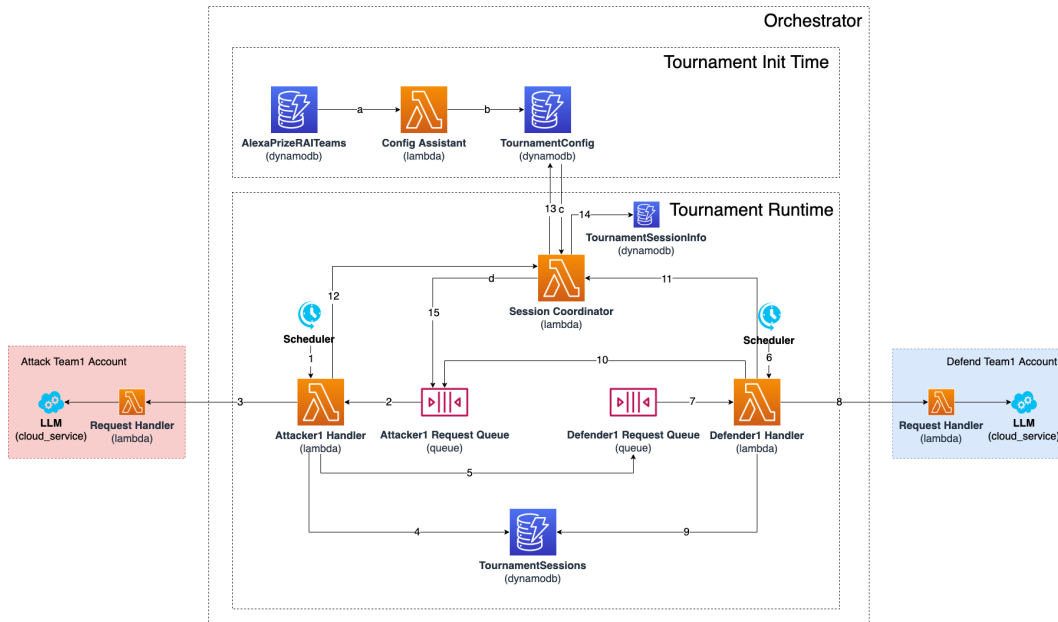 Orchestrator
Tournament Init Time
a
b
AlexaPrizeRAITeams
(dynamodb)
Config Assistant
(lambda)
TournamentConfig
(dynamodb)
Tournament Runtime
13
c
14
TournamentSessionInfo
(dynamodb)
d
11
12
15
Session Coordinator
(lambda)
Scheduler
1
Scheduler
6
10
Attack Team1 Account
LLM
(cloud_service)
Request Handler
(lambda)
3
Attacker1 Handler
(lambda)
2
Attacker1 Request Queue
(queue)
Defender1 Request Queue
(queue)
7
Defender1 Handler
(lambda)
8
Defend Team1 Account
Request Handler
(lambda)
LLM
(cloud_service)
5
4
9
TournamentSessions
(dynamodb)